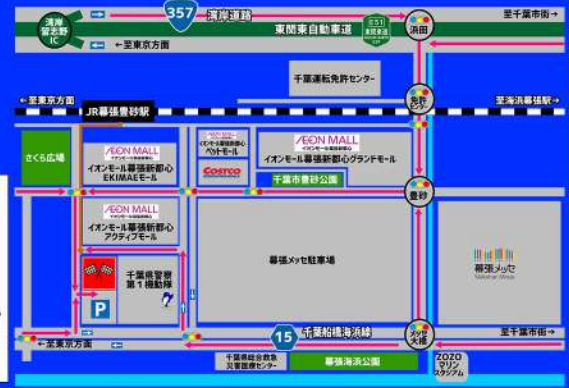 357 湾岸道路
至千葉市街→
湾岸
習志野
IC
東関東自動車道
E51
浜田
←至東京方面
千葉運転免許センター
免許
センター
←至東京方面
至海浜幕張駅→
JR幕張豊砂駅
さくら広場
ÆON MALL
イオンモール幕張新都心
EKIMAEモール
ÆON MALL
イオンモール幕張新都心
ペットモール
COSTCO
ÆON MALL
イオンモール幕張新都心グランドモール
千葉市豊砂公園
豊砂
ÆON MALL
イオンモール幕張新都心
アクティブモール
幕張メッセ駐車場
幕張メッセ
千葉県警察
第1機動隊
P
15 千葉船橋海浜線
メッセ
大橋
至千葉市街→
←至東京方面
千葉県総合救急
災害医療センター
幕張海浜公園
ZOZO
マリン
スタジアム